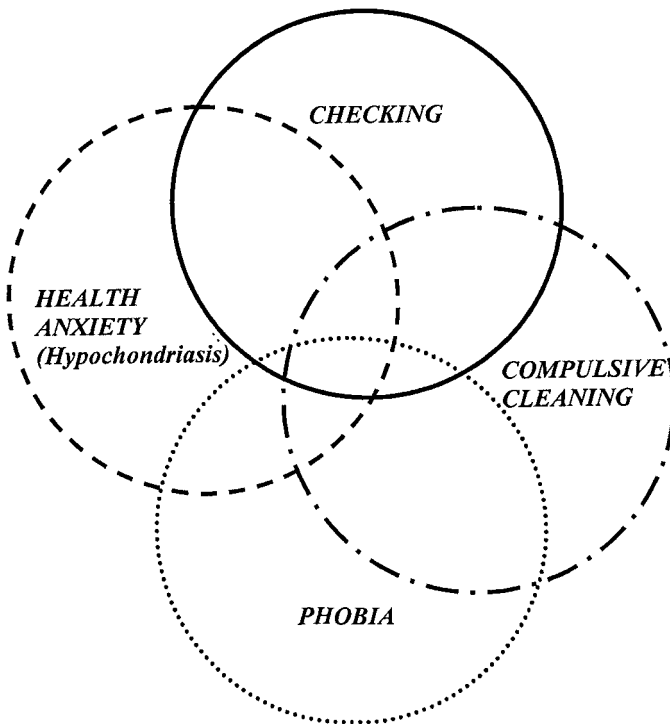 CHECKING
HEALTH
ANXIETY
(Hypochondriasis)
COMPULSIVE
CLEANING
PHOBIA